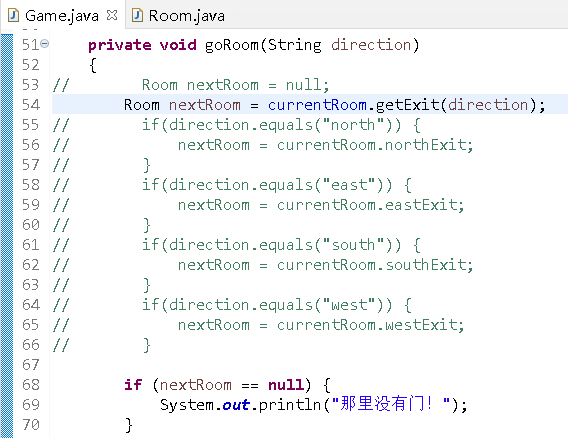 Game.java Room.java
51 private void goRoom(String direction)
52 {
53 // Room nextRoom = null;
54 Room nextRoom = currentRoom.getExit(direction);
55 // if(direction.equals("north")) {
56 // nextRoom = currentRoom.northExit;
57 // }
58 // if(direction.equals("east")) {
59 // nextRoom = currentRoom.eastExit;
60 // }
61 // if(direction.equals("south")) {
62 // nextRoom = currentRoom.southExit;
63 // }
64 // if(direction.equals("west")) {
65 // nextRoom = currentRoom.westExit;
66 // }
67
68 if (nextRoom == null) {
69 System.out.println("那里没有门！");
70 }